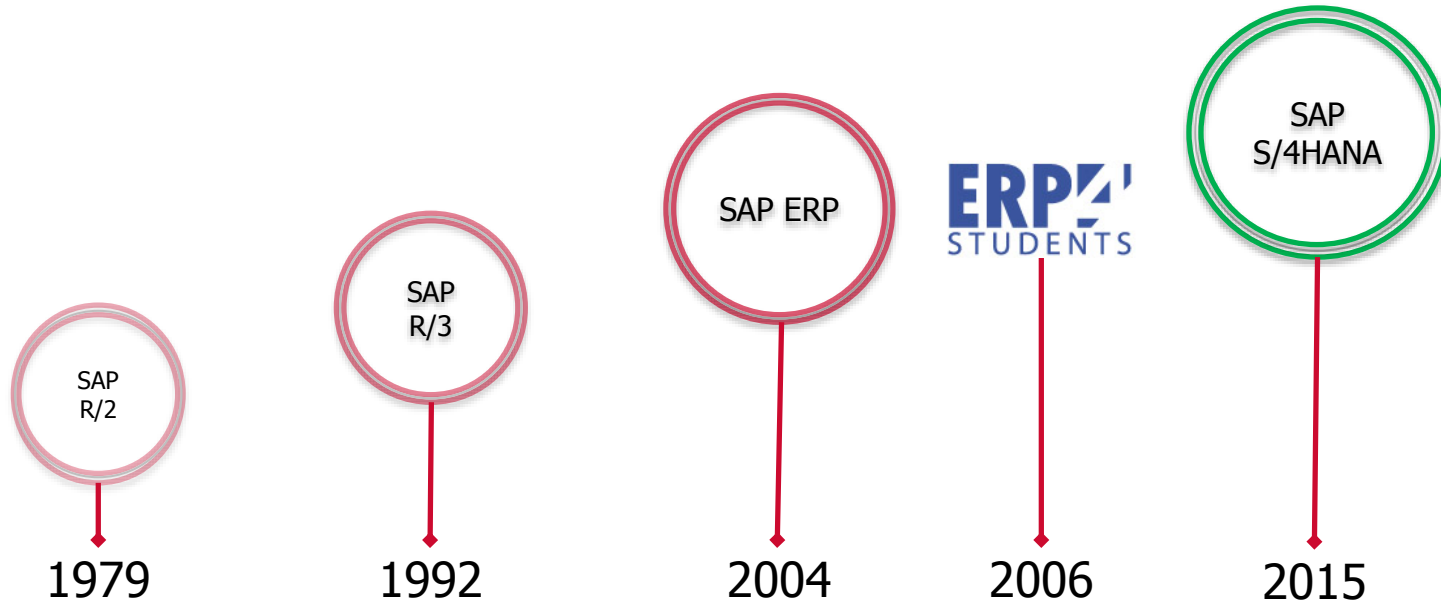 SAP
R/2
1979
SAP
R/3
1992
SAP ERP
2004
ERP4
STUDENTS
2006
SAP
S/4HANA
2015